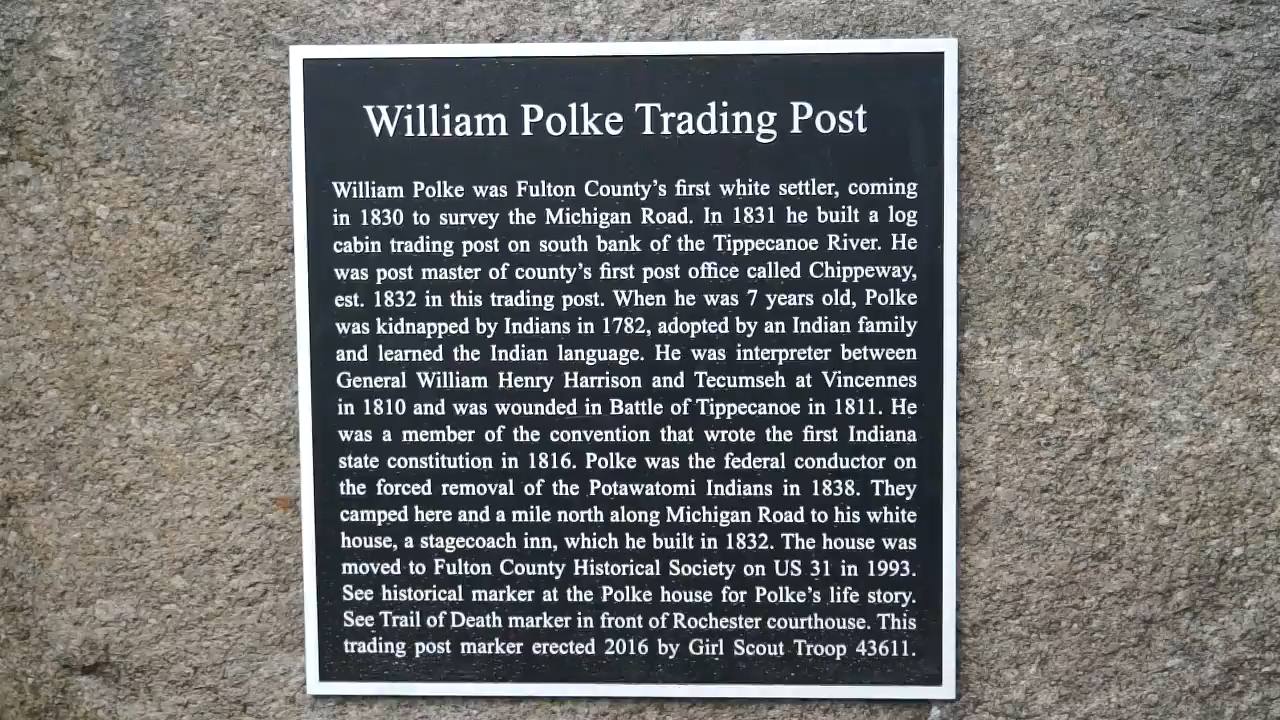 William Polke Trading Post
William Polke was Fulton County's first white settler, coming
in 1830 to survey the Michigan Road. In 1831 he built a log
cabin trading post on south bank of the Tippecanoe River. He
was post master of county's first post office called Chippeway,
est. 1832 in this trading post. When he was 7 years old, Polke
was kidnapped by Indians in 1782, adopted by an Indian family
and learned the Indian language. He was interpreter between
General William Henry Harrison and Tecumseh at Vincennes
in 1810 and was wounded in Battle of Tippecanoe in 1811. He
was a member of the convention that wrote the first Indiana
state constitution in 1816. Polke was the federal conductor on
the forced removal of the Potawatomi Indians in 1838. They
camped here and a mile north along Michigan Road to his white
house, a stagecoach inn, which he built in 1832. The house was
moved to Fulton County Historical Society on US 31 in 1993.
See historical marker at the Polke house for Polke's life story.
See Trail of Death marker in front of Rochester courthouse. This
trading post marker erected 2016 by Girl Scout Troop 43611.